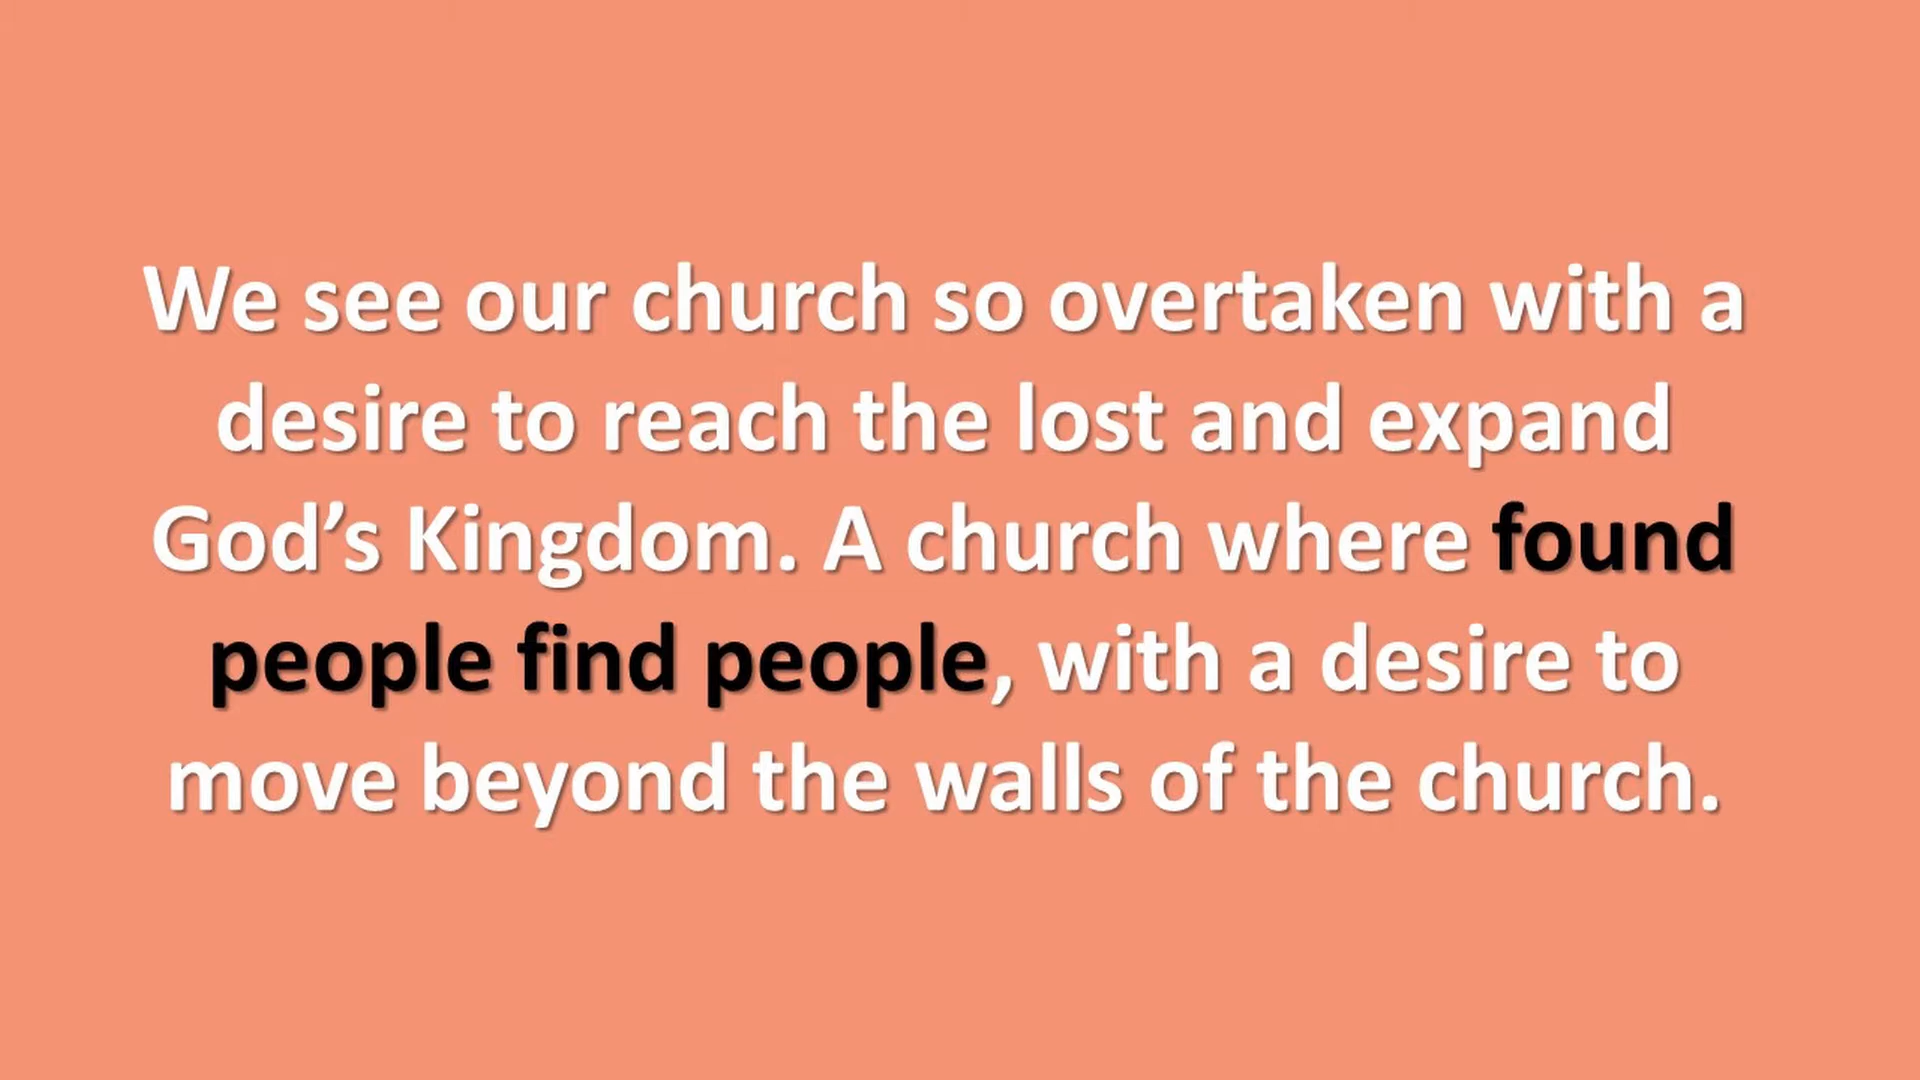 We see our church so overtaken with a
desire to reach the lost and expand
God’s Kingdom. A church where found
people find people, with a desire to
move beyond the walls of the church.